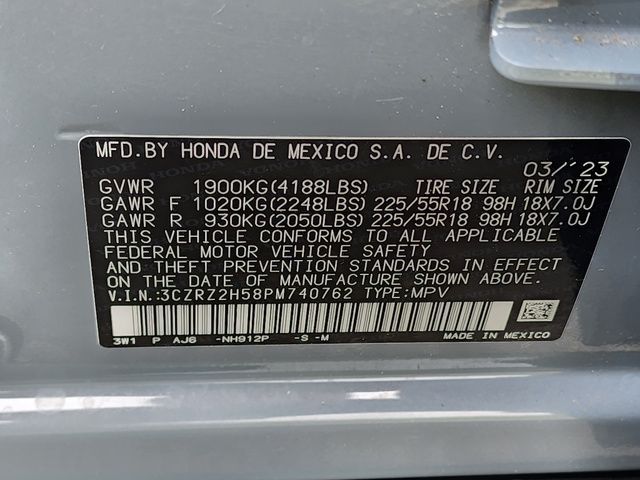 MFD.BY HONDA DE MEXICO S.A. DE C.V.
03/'23
GVWR 1900KG(4188LBS) TIRE SIZE RIM SIZE
GAWR F 1020KG(2248LBS) 225/55R18 98H 18X7.0J
GAWR R 930KG(2050LBS) 225/55R18 98H 18X7.0J
THIS VEHICLE CONFORMS TO ALL APPLICABLE
FEDERAL MOTOR VEHICLE SAFETY
AND THEFT PREVENTION STANDARDS IN EFFECT
ON THE DATE OF MANUFACTURE SHOWN ABOVE.
V.I.N.:3CZRZ2H58PM740762 TYPE:MPV
3W1 P AJ6 -NH912P -S -M MADE IN MEXICO